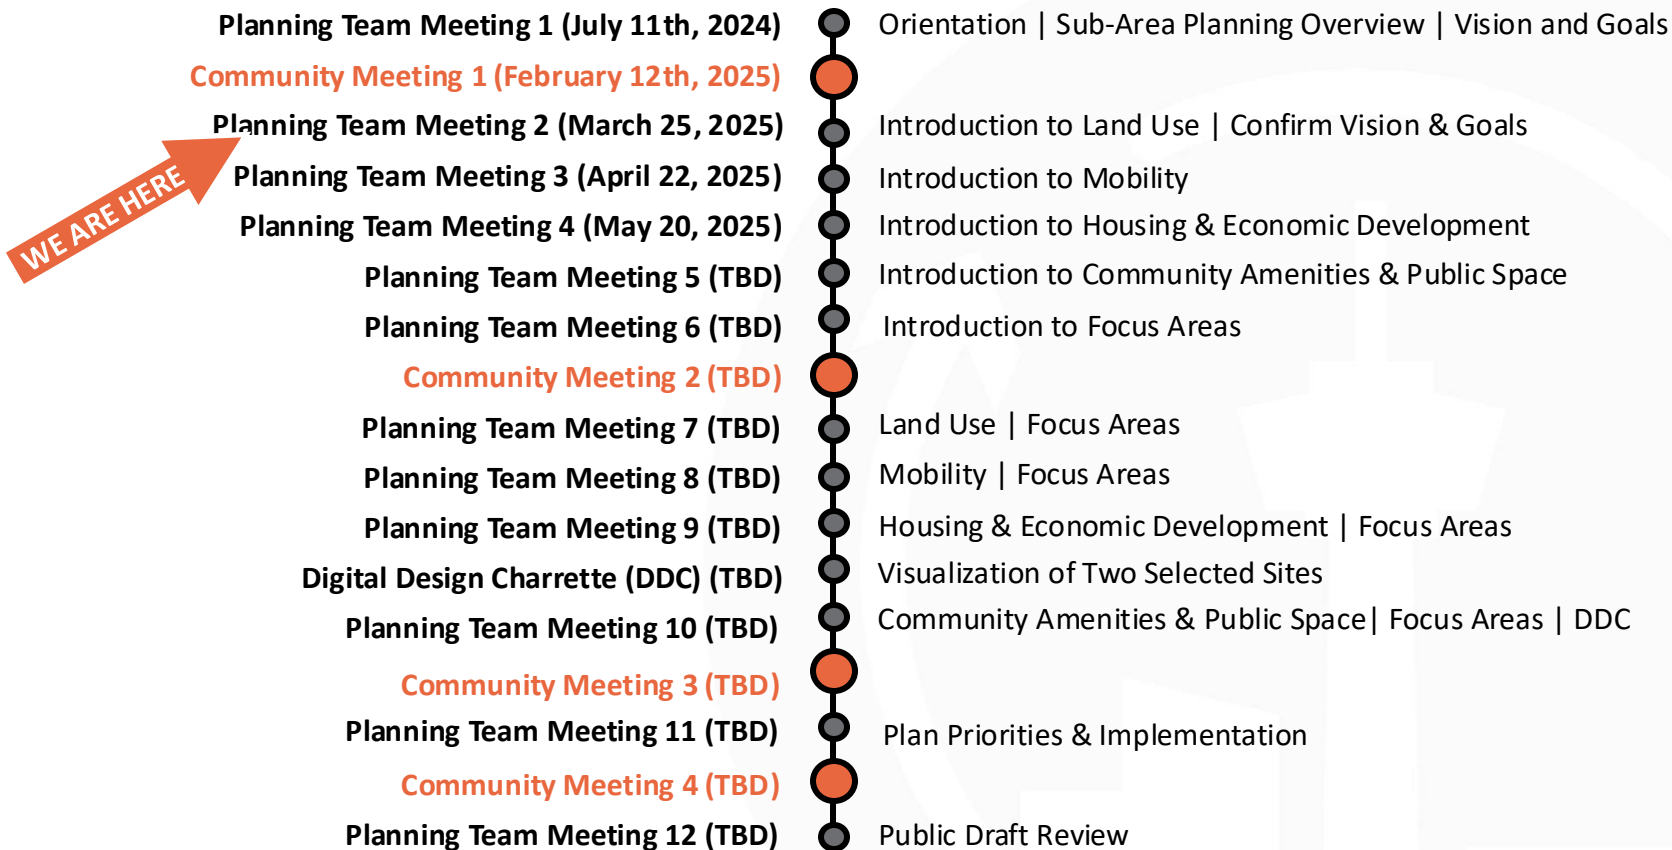 Planning Team Meeting 1 (July 11th, 2024) Orientation | Sub-Area Planning Overview | Vision and Goals
Community Meeting 1 (February 12th, 2025)
Planning Team Meeting 2 (March 25, 2025) Introduction to Land Use | Confirm Vision & Goals
WE ARE HERE
Planning Team Meeting 3 (April 22, 2025) Introduction to Mobility
Planning Team Meeting 4 (May 20, 2025) Introduction to Housing & Economic Development
Planning Team Meeting 5 (TBD) Introduction to Community Amenities & Public Space
Planning Team Meeting 6 (TBD) Introduction to Focus Areas
Community Meeting 2 (TBD)
Planning Team Meeting 7 (TBD) Land Use | Focus Areas
Planning Team Meeting 8 (TBD) Mobility | Focus Areas
Planning Team Meeting 9 (TBD) Housing & Economic Development | Focus Areas
Digital Design Charrette (DDC) (TBD) Visualization of Two Selected Sites
Planning Team Meeting 10 (TBD) Community Amenities & Public Space| Focus Areas | DDC
Community Meeting 3 (TBD)
Planning Team Meeting 11 (TBD) Plan Priorities & Implementation
Community Meeting 4 (TBD)
Planning Team Meeting 12 (TBD) Public Draft Review